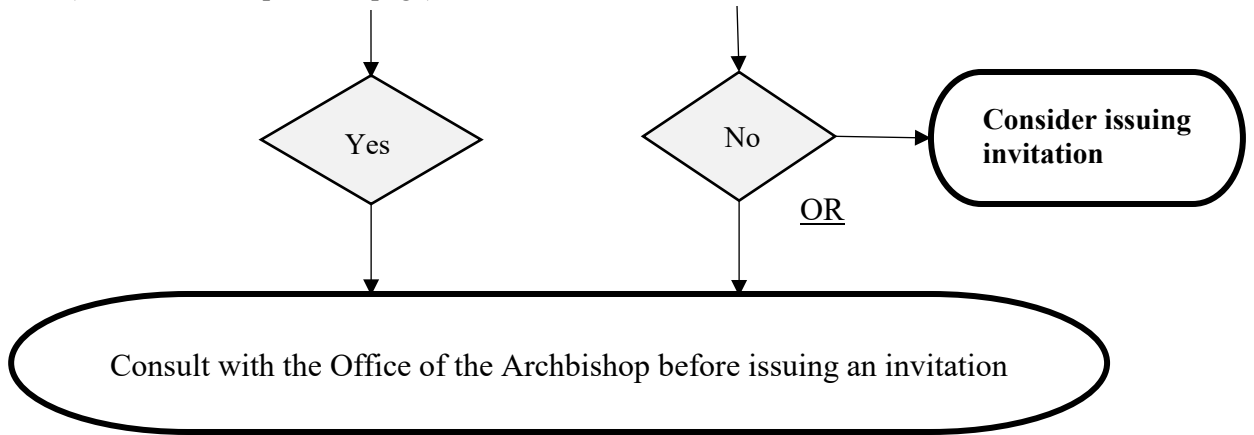 Yes
No
Consider issuing
invitation
OR
Consult with the Office of the Archbishop before issuing an invitation